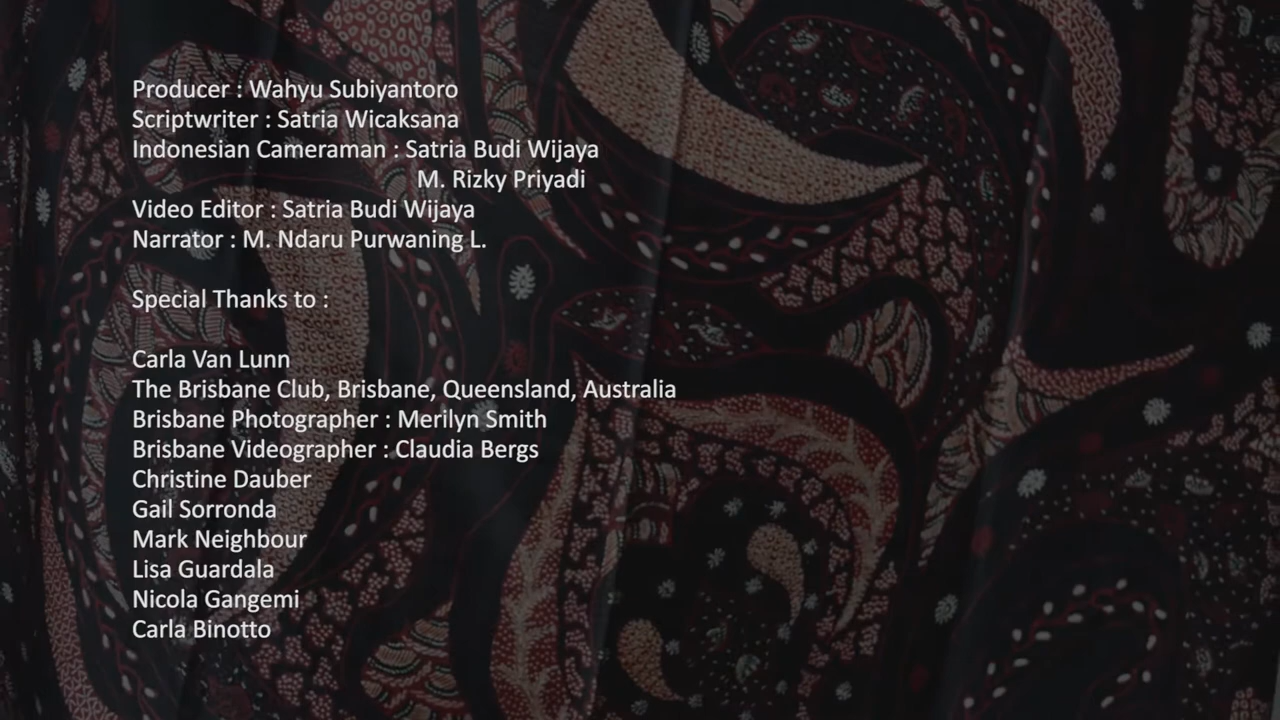 Producer : Wahyu Subiyantoro
Scriptwriter : Satria Wicaksana
Indonesian Cameraman : Satria Budi Wijaya
M. Rizky Priyadi
Video Editor : Satria Budi Wijaya
Narrator : M. Ndaru Purwaning L.
Special Thanks to :
Carla Van Lunn
The Brisbane Club, Brisbane, Queensland, Australia
Brisbane Photographer : Merilyn Smith
Brisbane Videographer : Claudia Bergs
Christine Dauber
Gail Sorronda
Mark Neighbour
Lisa Guardala
Nicola Gangemi
Carla Binotto